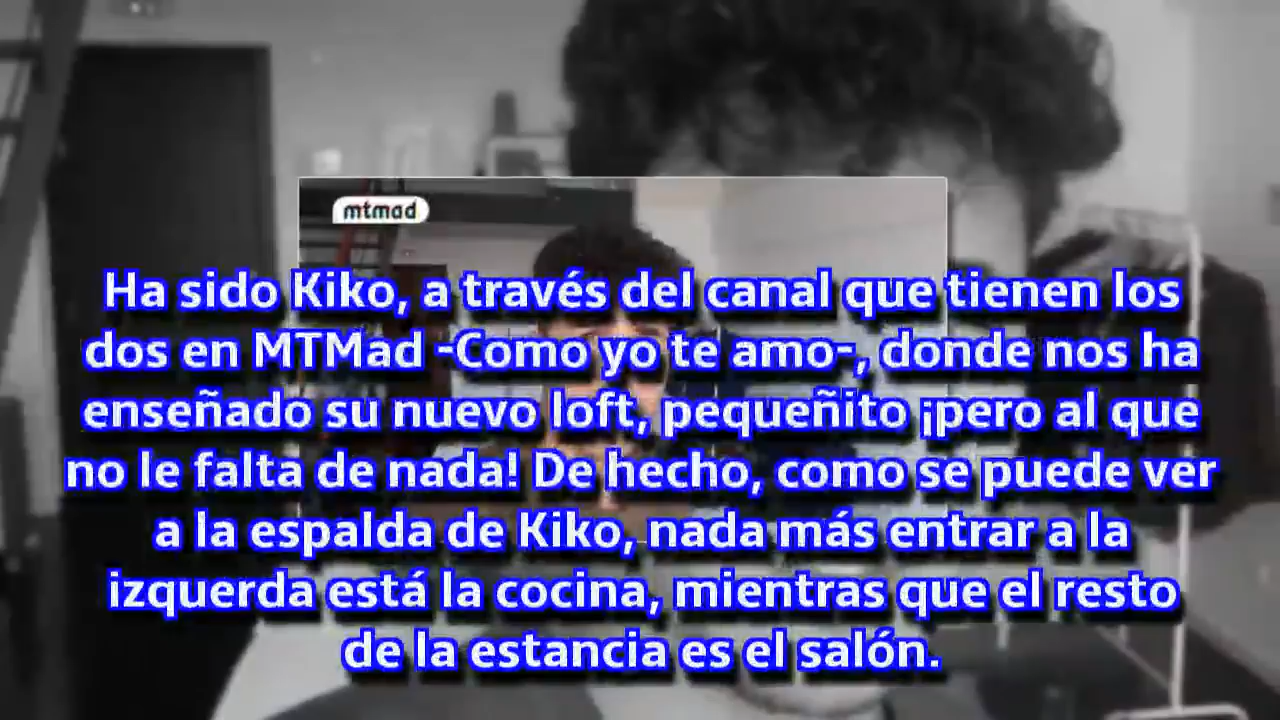 mtmad
Ha sido Kiko, a través del canal que tienen los
dos en MTMad -Como yo te amo-, donde nos ha
enseñado su nuevo loft, pequeñito ¡pero al que
no le falta de nada! De hecho, como se puede ver
a la espalda de Kiko, nada más entrar a la
izquerda está la cocina, mientras que el resto
de la estancia es el salón.